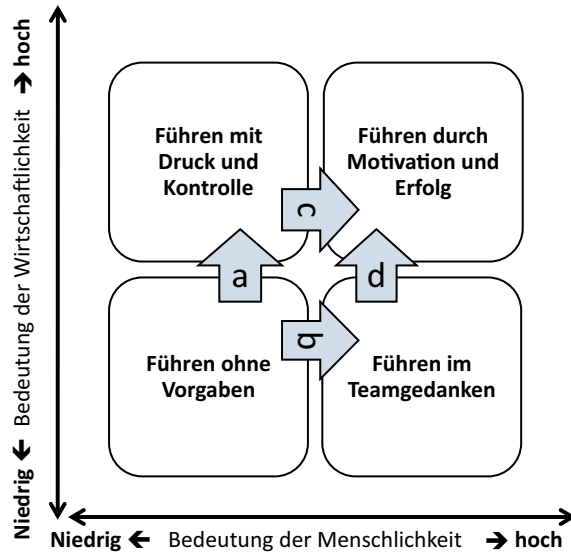 Niedrig ← Bedeutung der Wirtschaftlichkeit → hoch
Führen mit
Druck und
Kontrolle
Führen durch
Motivation und
Erfolg
c
a
d
b
Führen ohne
Vorgaben
Führen im
Teamgedanken
Niedrig ← Bedeutung der Menschlichkeit → hoch